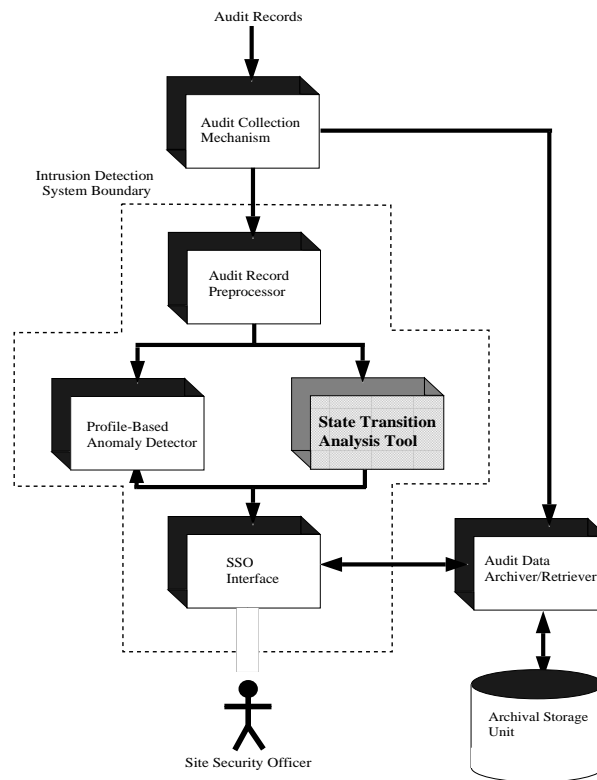 Audit Records
Audit Collection
Mechanism
Intrusion Detection
System Boundary
Audit Record
Preprocessor
Profile-Based
Anomaly Detector
State Transition
Analysis Tool
SSO
Interface
Audit Data
Archiver/Retriever
Archival Storage
Unit
Site Security Officer